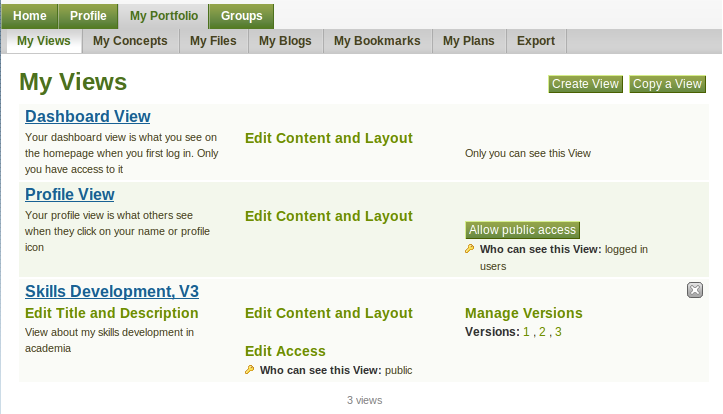 Home Profile My Portfolio Groups
My Views My Concepts My Files My Blogs My Bookmarks My Plans Export
My Views
Create View Copy a View
Dashboard View
Your dashboard view is what you see on
the homepage when you first log in. Only
you have access to it
Edit Content and Layout
Only you can see this View
Profile View
Your profile view is what others see
when they click on your name or profile
icon
Edit Content and Layout
Allow public access
Who can see this View: logged in
users
Skills Development, V3
Edit Title and Description
View about my skills development in
academia
Edit Content and Layout
Edit Access
Who can see this View: public
Manage Versions
Versions: 1 , 2 , 3
3 views